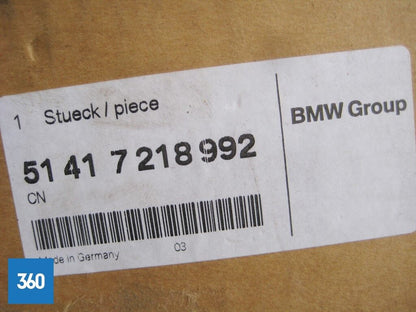 1 Stueck / piece
BMW Group
51 41 7 218 992
CN
03
Made in Germany
360